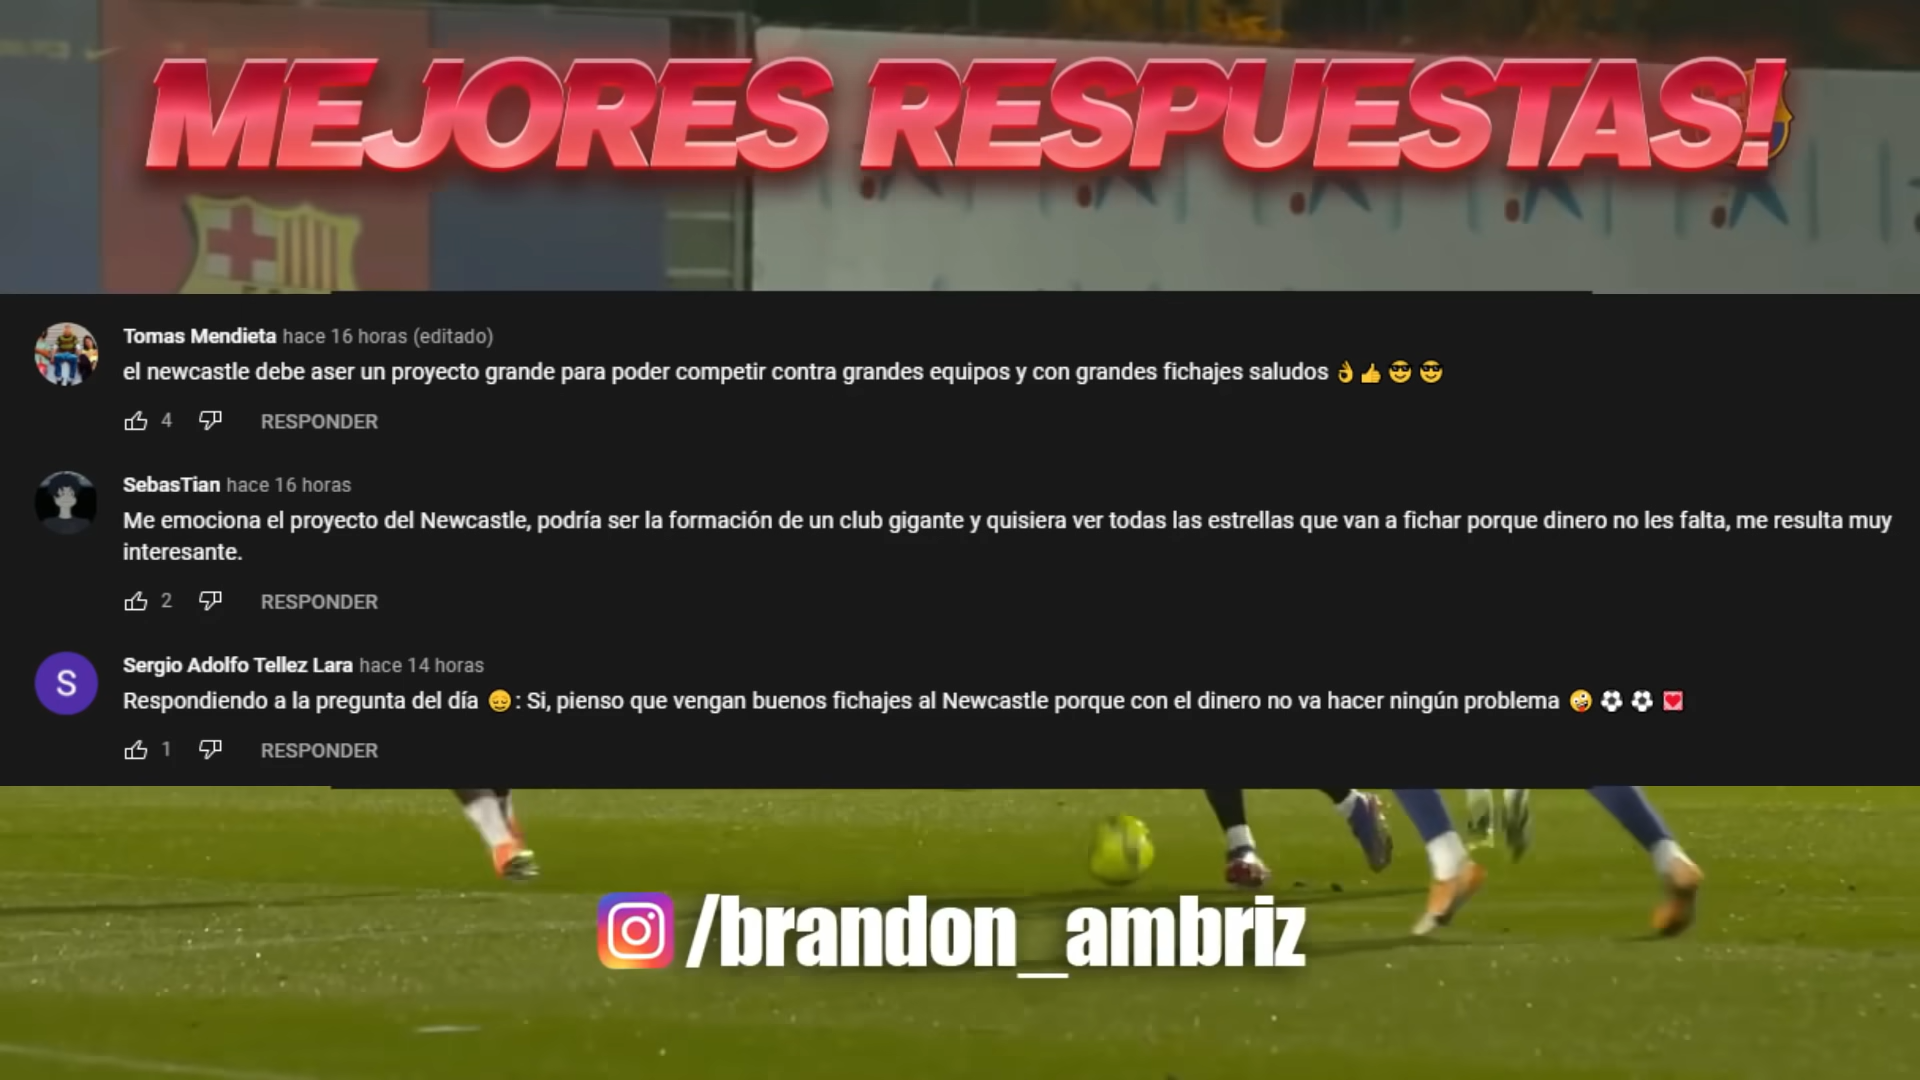 MEJORES RESPUESTAS!
Tomas Mendieta hace 16 horas (editado)
el newcastle debe aser un proyecto grande para poder competir contra grandes equipos y con grandes fichajes saludos 👌👍😎😎
4 RESPONDER
SebasTian hace 16 horas
Me emociona el proyecto del Newcastle, podría ser la formación de un club gigante y quisiera ver todas las estrellas que van a fichar porque dinero no les falta, me resulta muy
interesante.
2 RESPONDER
S
Sergio Adolfo Tellez Lara hace 14 horas
Respondiendo a la pregunta del día 😌: Si, pienso que vengan buenos fichajes al Newcastle porque con el dinero no va hacer ningún problema 🤪⚽⚽💟
1 RESPONDER
/brandon_ambriz